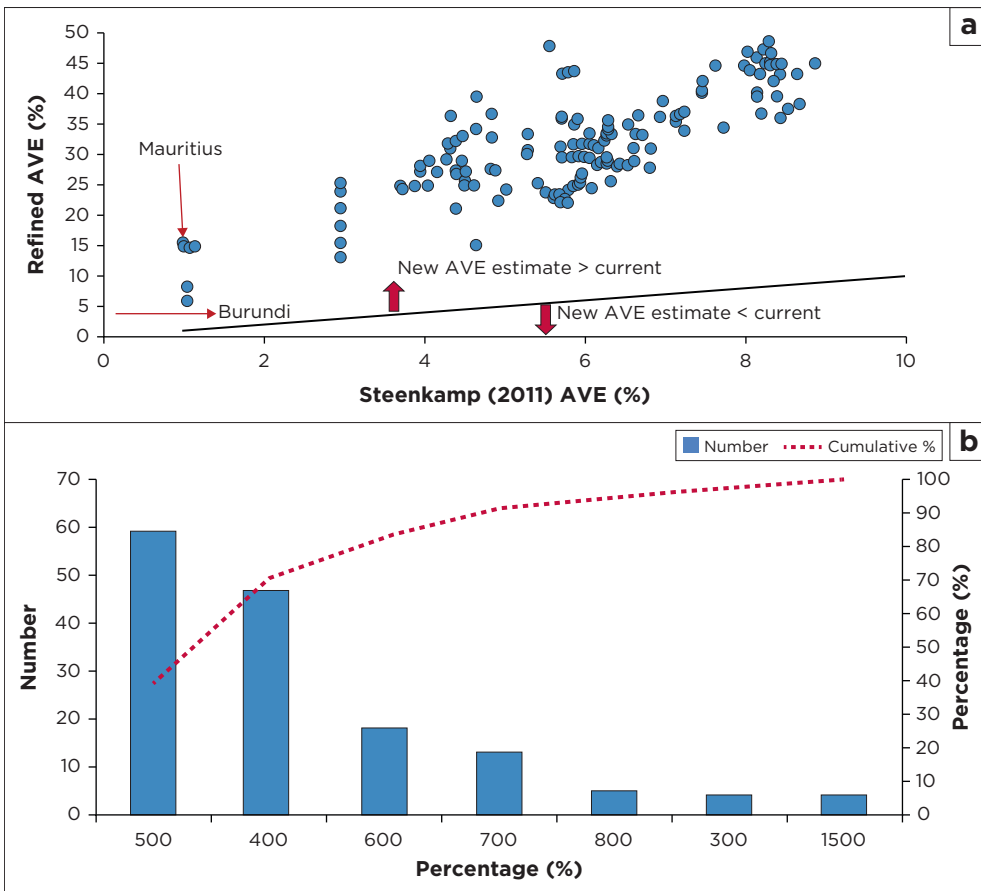 a
50
45
40
35
30
25
20
15
10
5
0
Refined AVE (%)
Mauritius
New AVE estimate > current
Burundi
New AVE estimate < current
0 2 4 6 8 10
Steenkamp (2011) AVE (%)
b
Number Cumulative %
70
60
50
40
30
20
10
0
Number
100
90
80
70
60
50
40
30
20
10
0
Percentage (%)
500 400 600 700 800 300 1500
Percentage (%)